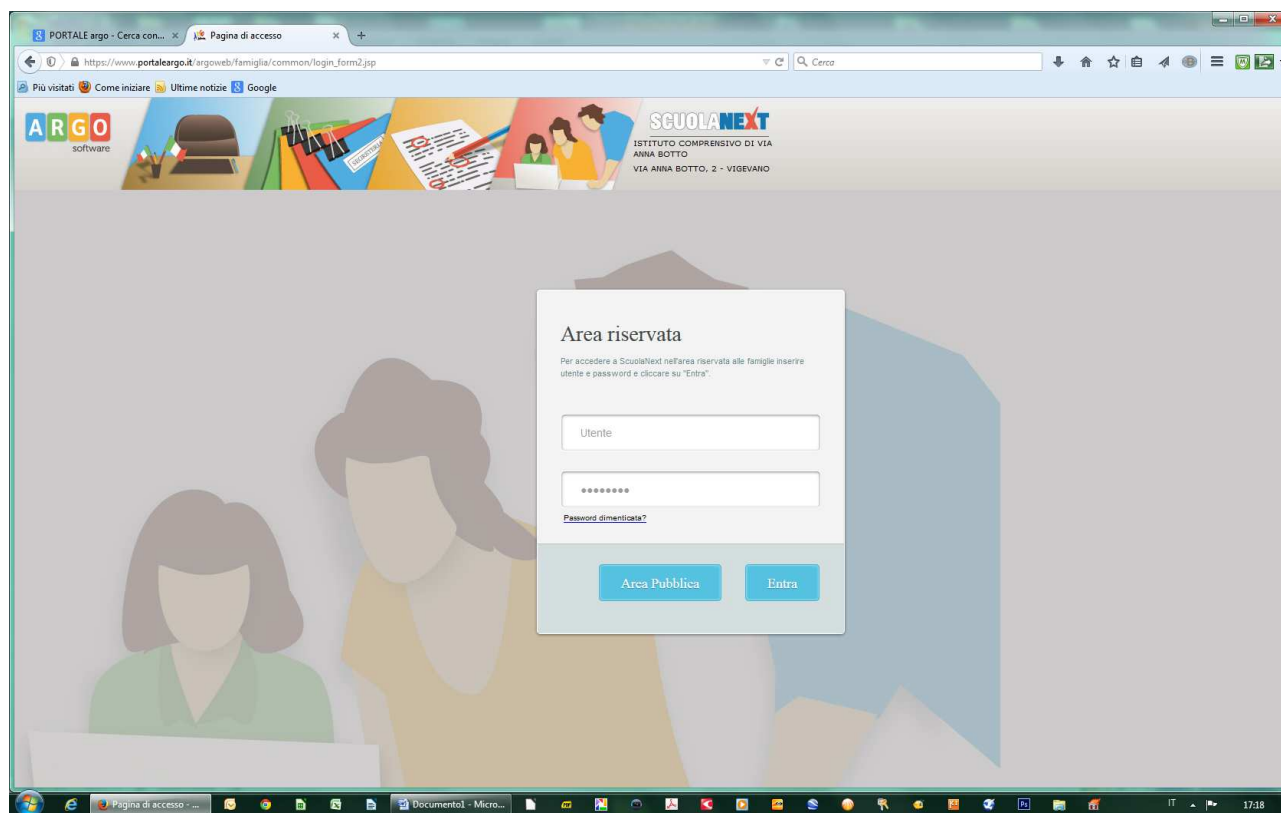 PORTALE argo - Cerca con...
Pagina di accesso
https://www.portaleargo.it/argoweb/famiglia/common/login_form2.jsp
Cerca
Più visitati
Come iniziare
Ultime notizie
Google
ARGO
software
SEGRETERIA
SCUOLANEXT
ISTITUTO COMPRENSIVO DI VIA
ANNA BOTTO
VIA ANNA BOTTO, 2 - VIGEVANO
Area riservata
Per accedere a ScuolaNext nell'area riservata alle famiglie inserire
utente e password e cliccare su "Entra".
Utente
Password dimenticata?
Area Pubblica
Entra
Pagina di accesso - ...
Documento1 - Micro...
Ps
IT
17:18